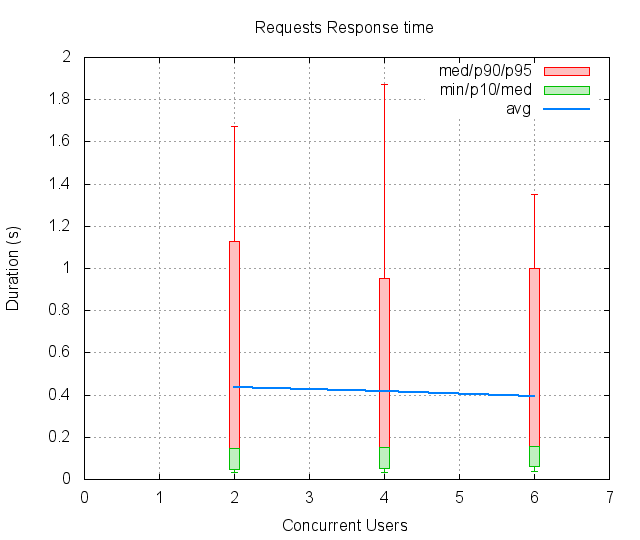 Requests Response time
2
1.8
1.6
1.4
1.2
1
0.8
0.6
0.4
0.2
0
med/p90/p95
min/p10/med
avg
Duration (s)
0 1 2 3 4 5 6 7
Concurrent Users